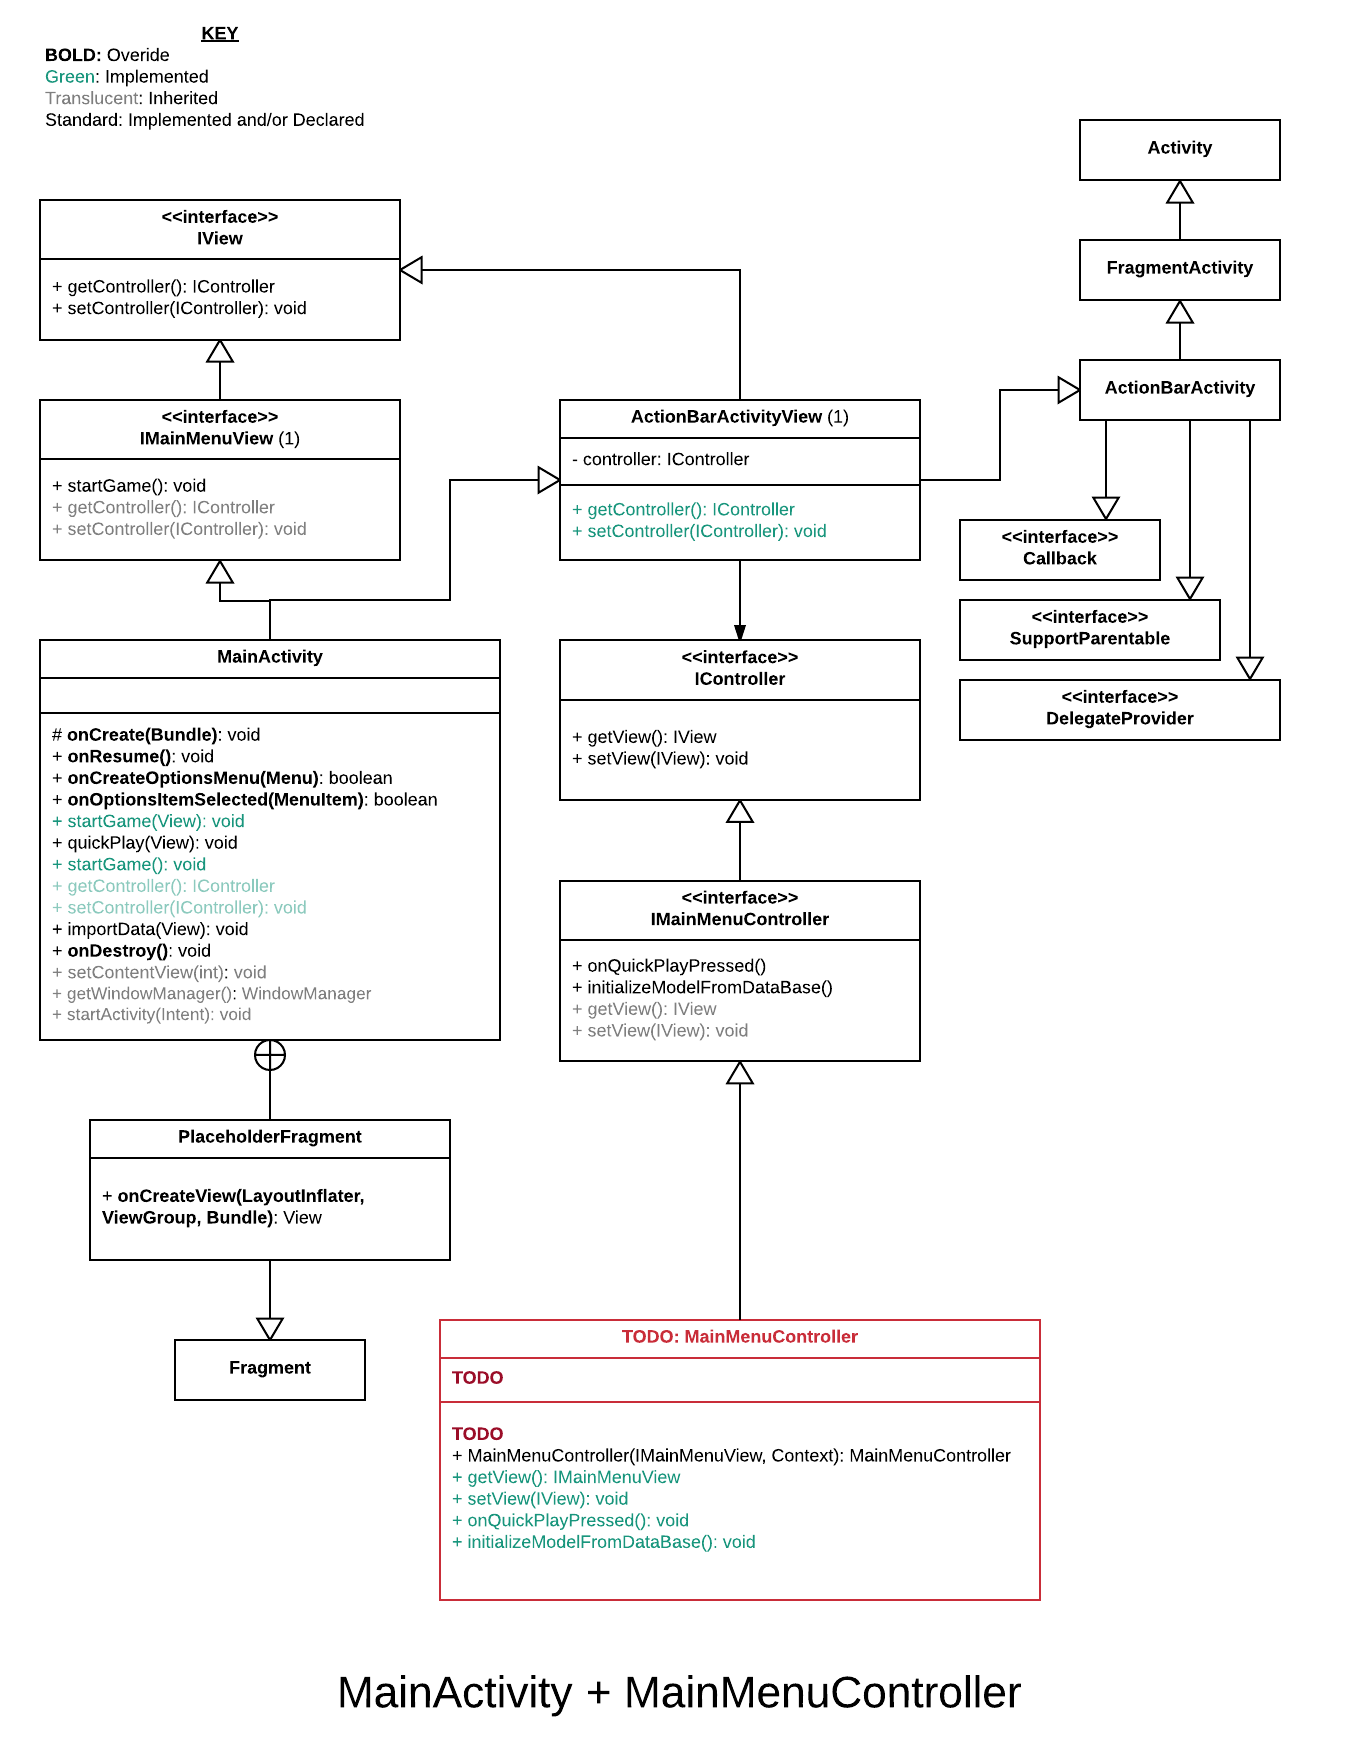 KEY
BOLD: Overide
Green: Implemented
Translucent: Inherited
Standard: Implemented and/or Declared
<<interface>>
IView
+ getController(): IController
+ setController(IController): void
<<interface>>
IMainMenuView (1)
+ startGame(): void
+ getController(): IController
+ setController(IController): void
MainActivity
# onCreate(Bundle): void
+ onResume(): void
+ onCreateOptionsMenu(Menu): boolean
+ onOptionsItemSelected(MenuItem): boolean
+ startGame(View): void
+ quickPlay(View): void
+ startGame(): void
+ getController(): IController
+ setController(IController): void
+ importData(View): void
+ onDestroy(): void
+ setContentView(int): void
+ getWindowManager(): WindowManager
+ startActivity(Intent): void
PlaceholderFragment
+ onCreateView(LayoutInflater,
ViewGroup, Bundle): View
Fragment
ActionBarActivityView (1)
- controller: IController
+ getController(): IController
+ setController(IController): void
<<interface>>
IController
+ getView(): IView
+ setView(IView): void
<<interface>>
IMainMenuController
+ onQuickPlayPressed()
+ initializeModelFromDataBase()
+ getView(): IView
+ setView(IView): void
TODO: MainMenuController
TODO
TODO
+ MainMenuController(IMainMenuView, Context): MainMenuController
+ getView(): IMainMenuView
+ setView(IView): void
+ onQuickPlayPressed(): void
+ initializeModelFromDataBase(): void
Activity
FragmentActivity
ActionBarActivity
<<interface>>
Callback
<<interface>>
SupportParentable
<<interface>>
DelegateProvider
MainActivity + MainMenuController